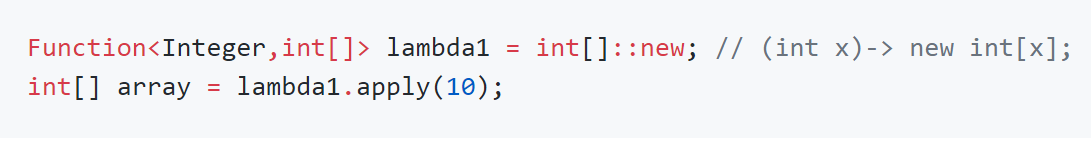 Function<Integer,int[]> lambda1 = int[]::new; // (int x)-> new int[x];
int[] array = lambda1.apply(10);